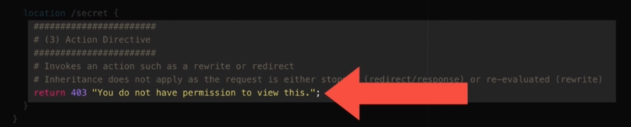 location /secret {
#######################
# (3) Action Directive
#######################
# Invokes an action such as a rewrite or redirect
# Inheritance does not apply as the request is either (redirect/response) or re-evaluated (rewrite)
return 403 "You do not have permission to view this.";
}
}